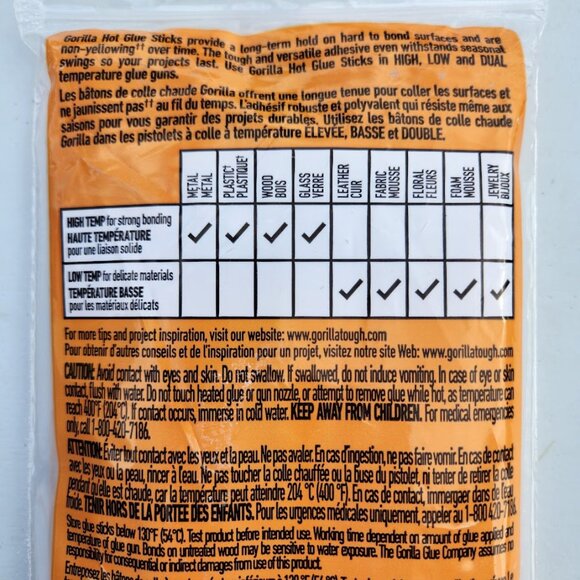 Gorilla Hot Glue Sticks provide a long-term hold on hard to bond surfaces and are
non-yellowing†† over time. The tough and versatile adhesive even withstands seasonal
swings so your projects last. Use Gorilla Hot Glue Sticks in HIGH, LOW and DUAL
temperature glue guns.
Les bâtons de colle chaude Gorilla offrent une longue tenue pour coller les surfaces et
ne jaunissent pas†† au fil du temps. L'adhésif robuste et polyvalent qui résiste même aux
saisons pour vous garantir des projets durables. Utilisez les bâtons de colle chaude
Gorilla dans les pistolets à colle à température ÉLEVÉE, BASSE et DOUBLE.
METAL
METAL
PLASTIC†
PLASTIQUE†
WOOD
BOIS
GLASS
VERRE
LEATHER
CUIR
FABRIC
MOUSSE
FLORAL
FLEURS
FOAM
MOUSSE
JEWELRY
BIJOUX
HIGH TEMP for strong bonding
HAUTE TEMPÉRATURE
pour une liaison solide
✓ ✓ ✓ ✓
LOW TEMP for delicate materials
TEMPÉRATURE BASSE
pour les matériaux délicats
✓ ✓ ✓ ✓ ✓
For more tips and project inspiration, visit our website: www.gorillatough.com
Pour obtenir d'autres conseils et de l'inspiration pour un projet, visitez notre site Web: www.gorillatough.com
CAUTION: Avoid contact with eyes and skin. Do not swallow. If swallowed, do not induce vomiting. In case of eye or skin
contact, flush with water. Do not touch heated glue or gun nozzle, or attempt to remove glue while hot, as temperature can
reach 400°F (204°C). If contact occurs, immerse in cold water. KEEP AWAY FROM CHILDREN. For medical emergencies
only, call 1-800-420-7186.
ATTENTION: Éviter tout contact avec les yeux et la peau. Ne pas avaler. En cas d'ingestion, ne pas faire vomir. En cas de contact
avec les yeux ou la peau, rincer à l'eau. Ne pas toucher la colle chauffée ou la buse du pistolet, ni tenter de retirer la colle
pendant qu'elle est chaude, car la température peut atteindre 204 °C (400 °F). En cas de contact, immerger dans de l'eau
froide. TENIR HORS DE LA PORTÉE DES ENFANTS. Pour les urgences médicales uniquement, appeler au 1-800-420-7186.
Store glue sticks below 130°F (54°C). Test product before intended use. Working time dependent on amount of glue applied and
temperature of glue gun. Bonds on untreated wood may be sensitive to water exposure. The Gorilla Glue Company assumes no
responsibility for consequential or indirect damages from use of this product.
Entreposez les bâtons de colle à